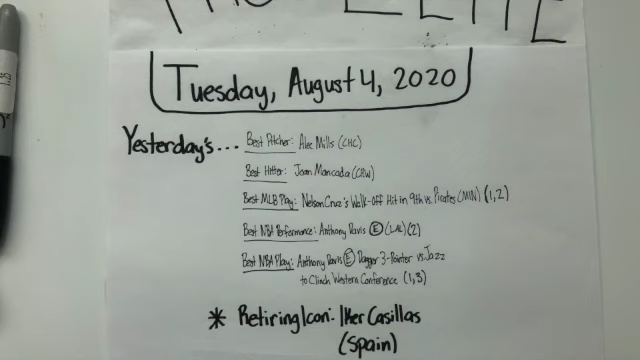 Tuesday, August 4, 2020
Yesterday's...
Best Pitcher: Alec Mills (CHC)
Best Hitter: Joan Moncada (CHW)
Best MLB Play: Nelson Cruz's Walk-Off Hit in 9th vs. Pirates (MIN) (1,2)
Best NBA Performance: Anthony Davis Ⓔ (LAL) (2)
Best NBA Play: Anthony Davis Ⓔ Dagger 3-Pointer vs. Jazz
to Clinch Western Conference (1,3)
* Retiring Icon: Iker Casillas
(Spain)